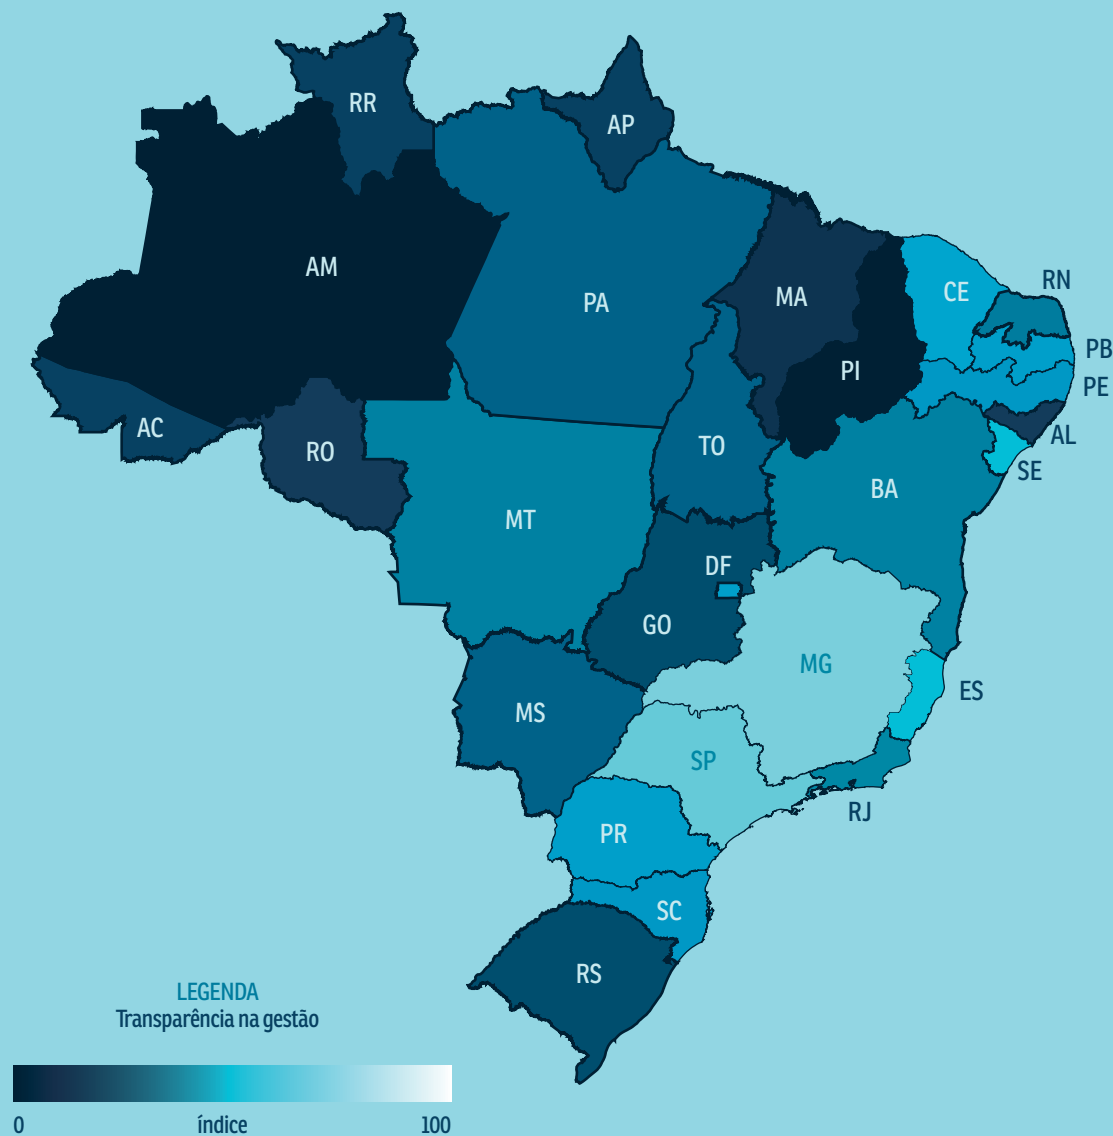 RR
AP
AM
PA
MA
CE
RN
PB
PI
PE
AC
RO
TO
AL
SE
BA
MT
DF
GO
MG
ES
MS
SP
RJ
PR
SC
RS
LEGENDA
Transparência na gestão
0 índice 100